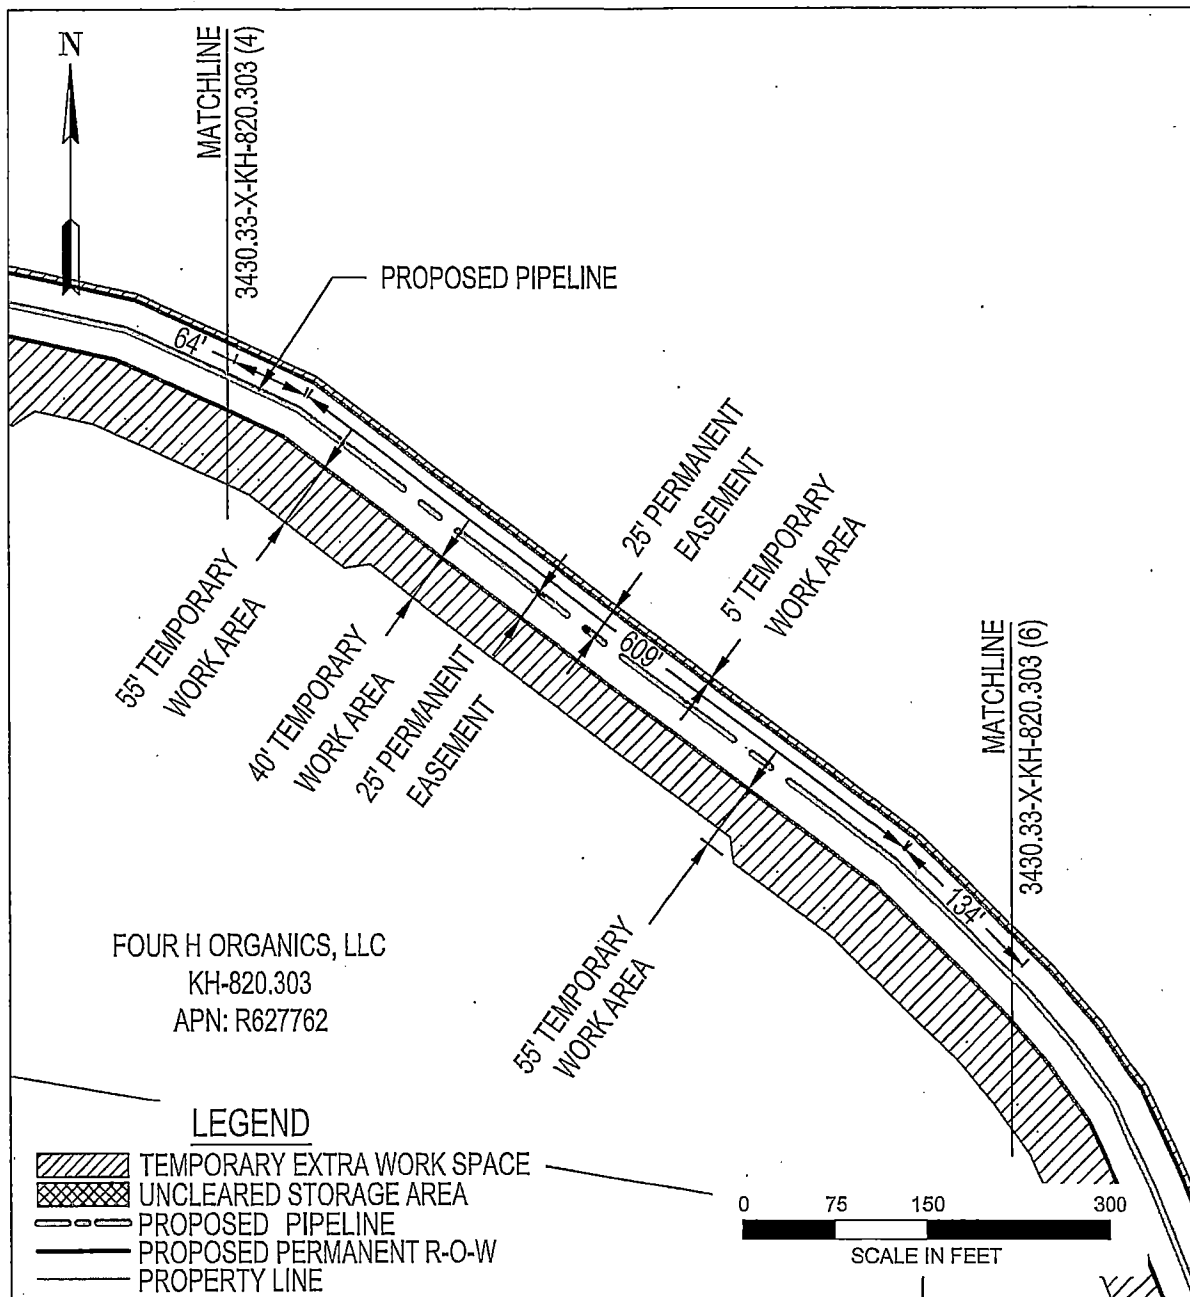 N
MATCHLINE
3430.33-X-KH-820.303 (4)
PROPOSED PIPELINE
64'
25' PERMANENT
EASEMENT
5' TEMPORARY
WORK AREA
609'
55' TEMPORARY
WORK AREA
40' TEMPORARY
WORK AREA
25' PERMANENT
EASEMENT
MATCHLINE
3430.33-X-KH-820.303 (6)
134'
55' TEMPORARY
WORK AREA
FOUR H ORGANICS, LLC
KH-820.303
APN: R627762
LEGEND
TEMPORARY EXTRA WORK SPACE
UNCLEARED STORAGE AREA
PROPOSED PIPELINE
PROPOSED PERMANENT R-O-W
PROPERTY LINE
0 75 150 300
SCALE IN FEET